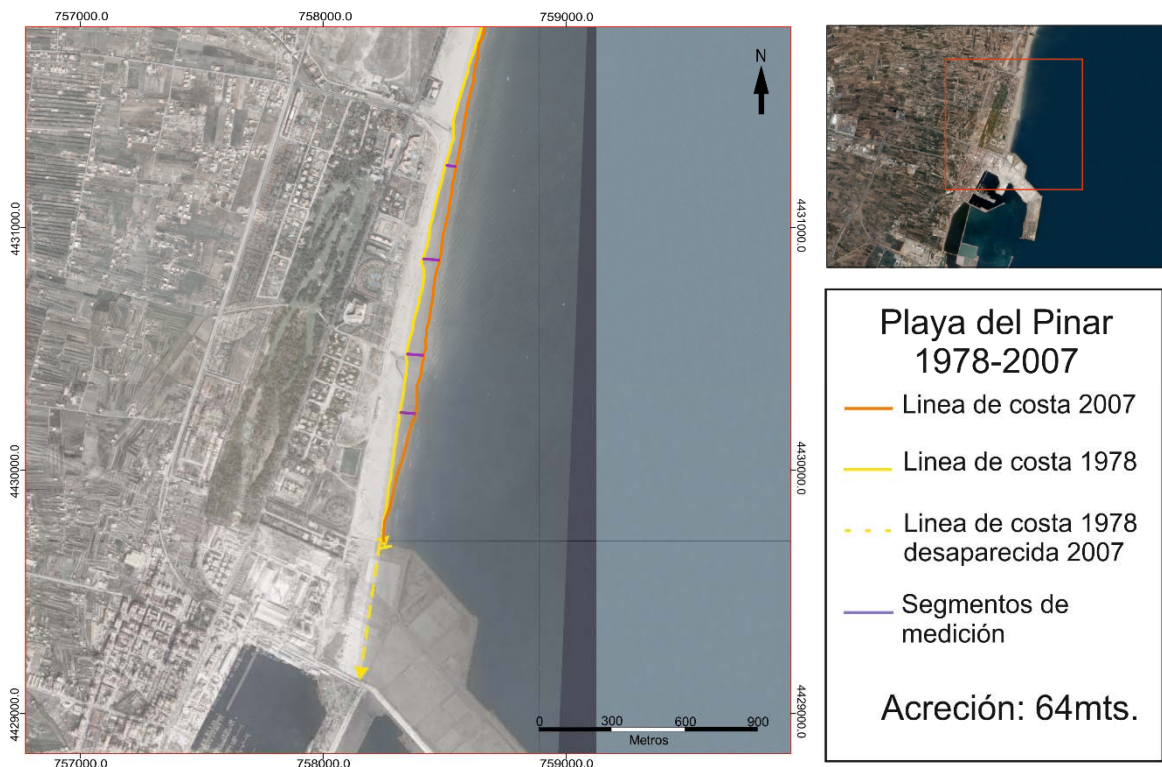 757000.0
758000.0
759000.0
N
4431000.0
4431000.0
4430000.0
4430000.0
4429000.0
4429000.0
0 300 600 900
Metros
757000.0
758000.0
759000.0
Playa del Pinar
1978-2007
Linea de costa 2007
Linea de costa 1978
Linea de costa 1978
desaparecida 2007
Segmentos de
medición
Acreción: 64mts.